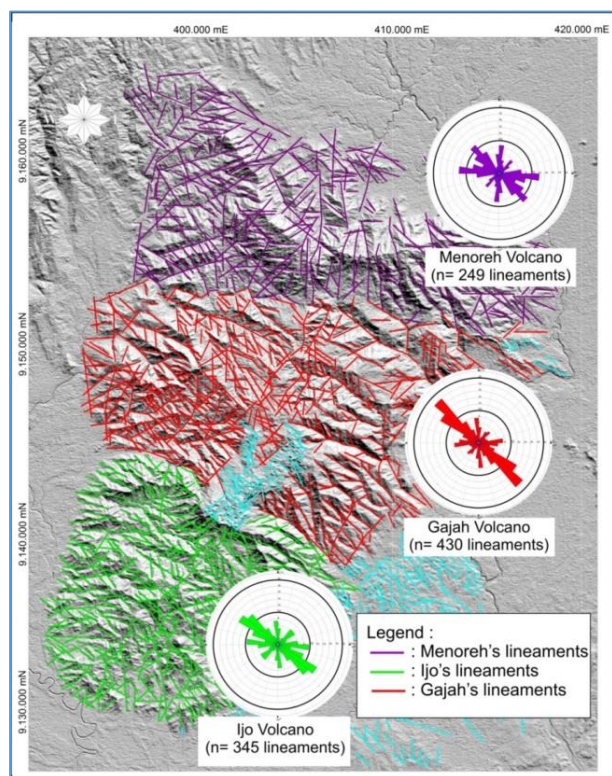 400.000 mE
410.000 mE
420.000 mE
9.160.000 mN
9.150.000 mN
9.140.000 mN
9.130.000 mN
Menoreh Volcano
(n= 249 lineaments)
Gajah Volcano
(n= 430 lineaments)
Ijo Volcano
(n= 345 lineaments)
Legend :
: Menoreh's lineaments
: Ijo's lineaments
: Gajah's lineaments